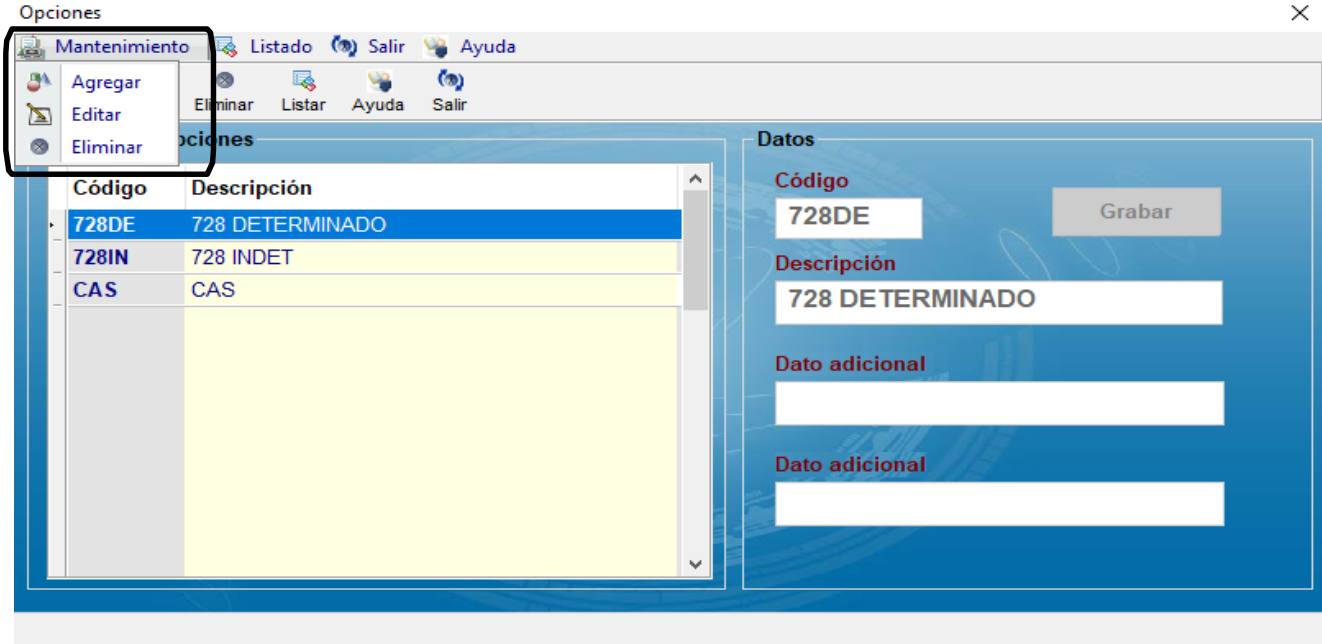 Opciones
Mantenimiento Listado Salir Ayuda
Agregar
Editar
Eliminar
Eliminar Listar Ayuda Salir
pciones
Código Descripción
728DE 728 DETERMINADO
728IN 728 INDET
CAS CAS
Datos
Código
728DE Grabar
Descripción
728 DETERMINADO
Dato adicional
Dato adicional